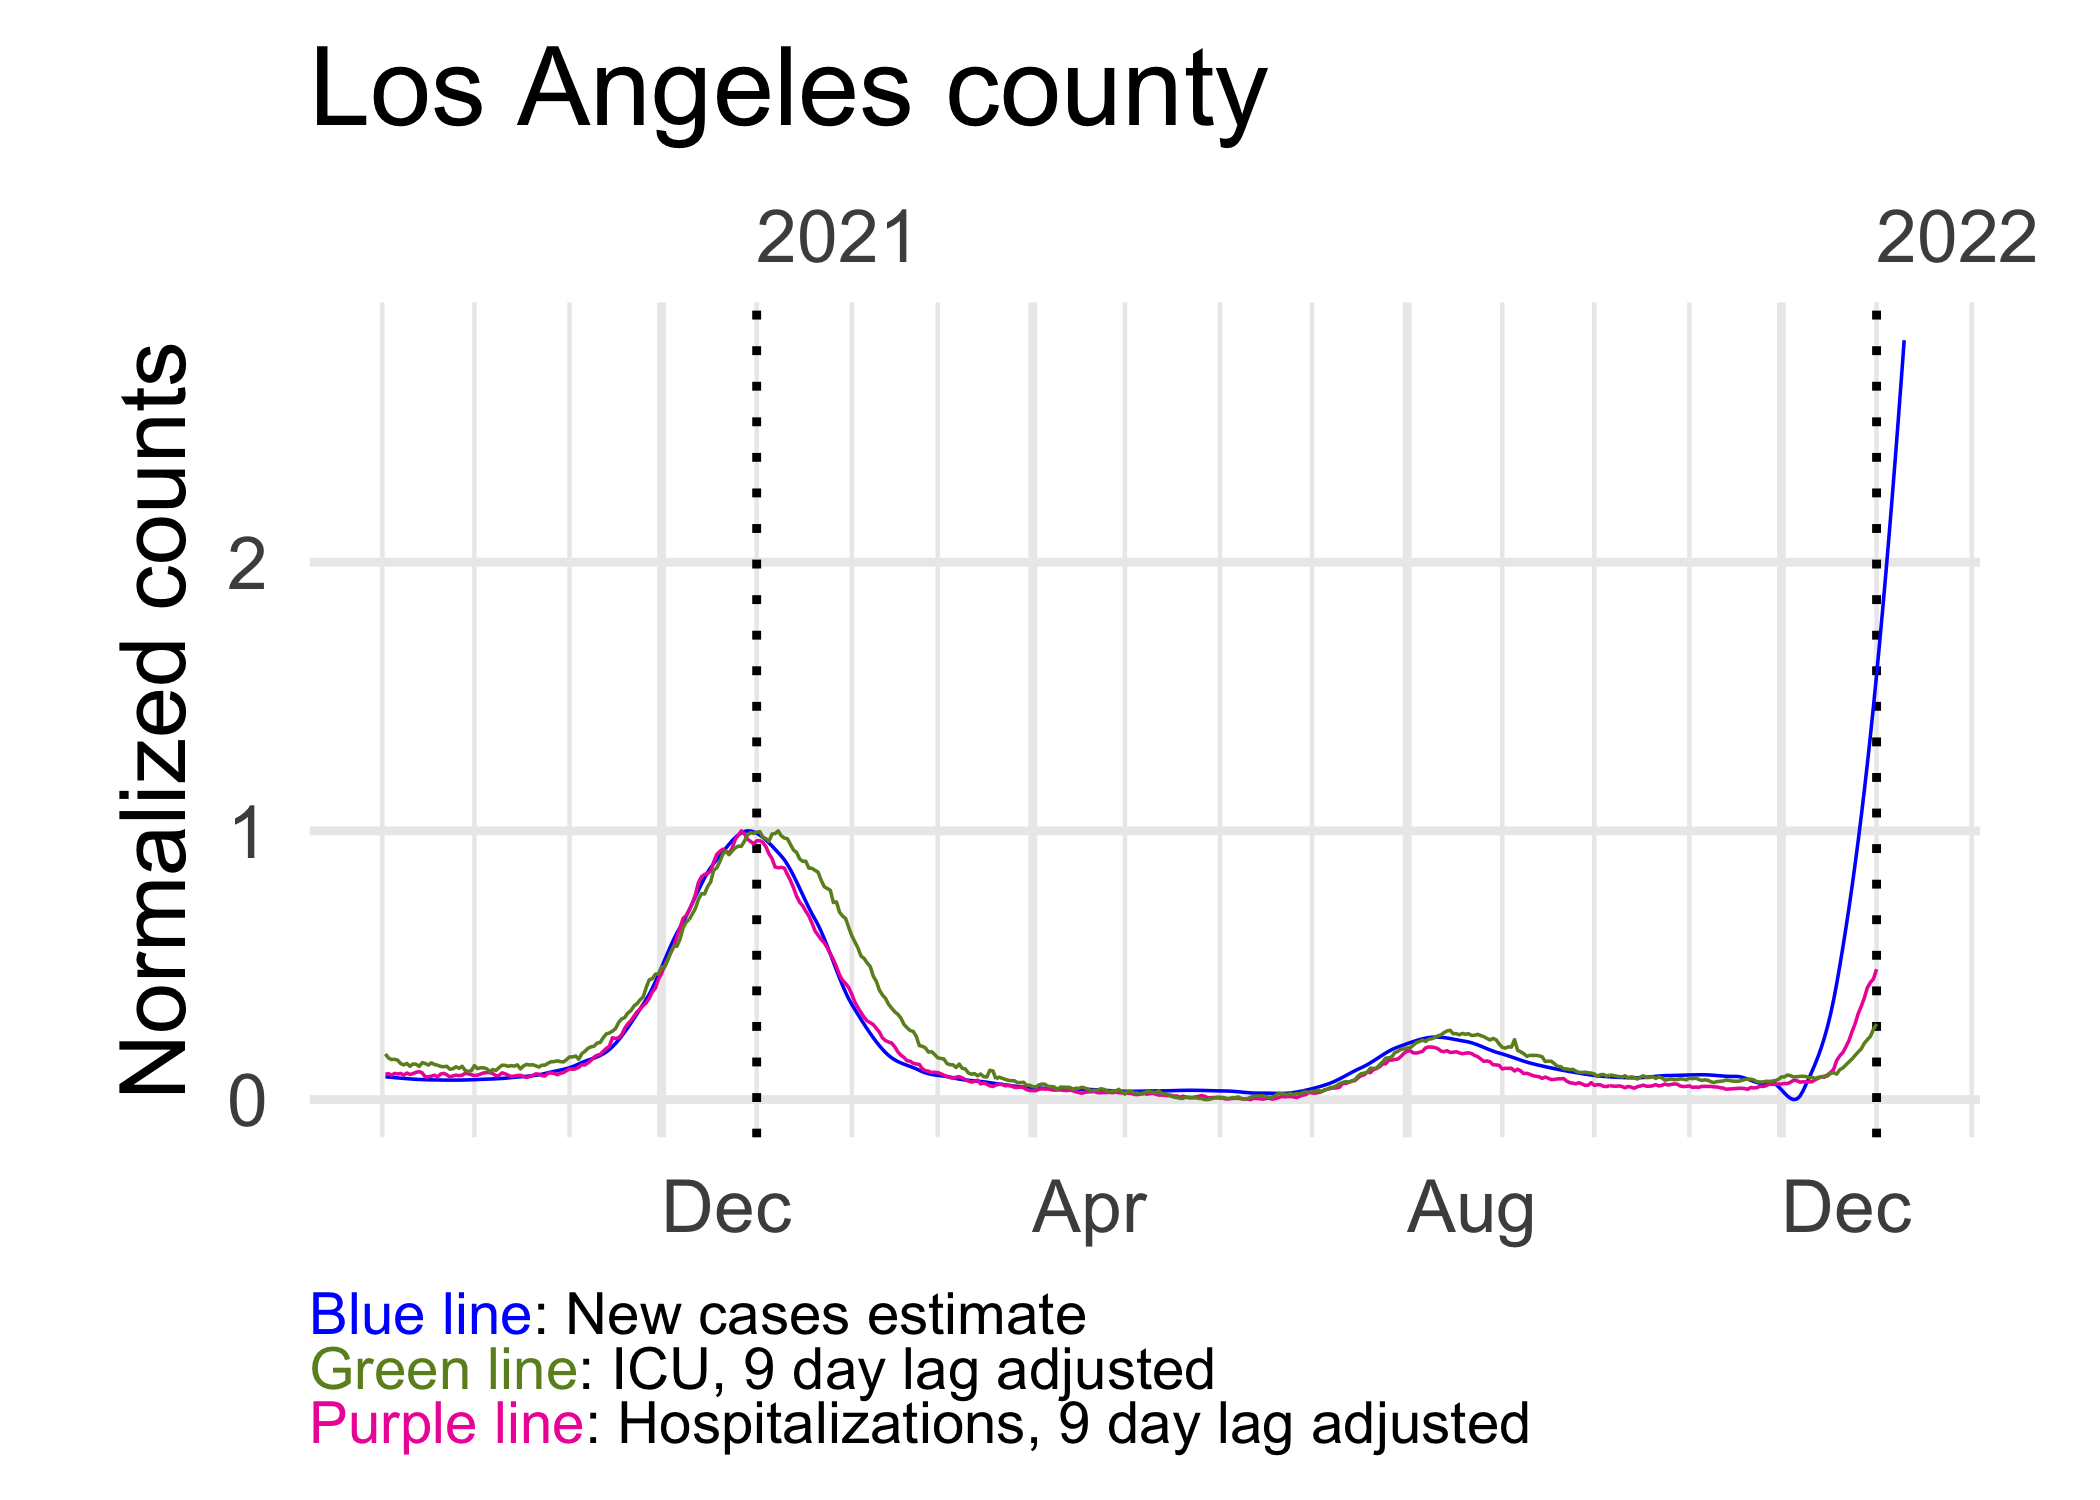 Los Angeles county
2021 2022
Normalized counts
2
1
0
Dec Apr Aug Dec
Blue line: New cases estimate
Green line: ICU, 9 day lag adjusted
Purple line: Hospitalizations, 9 day lag adjusted